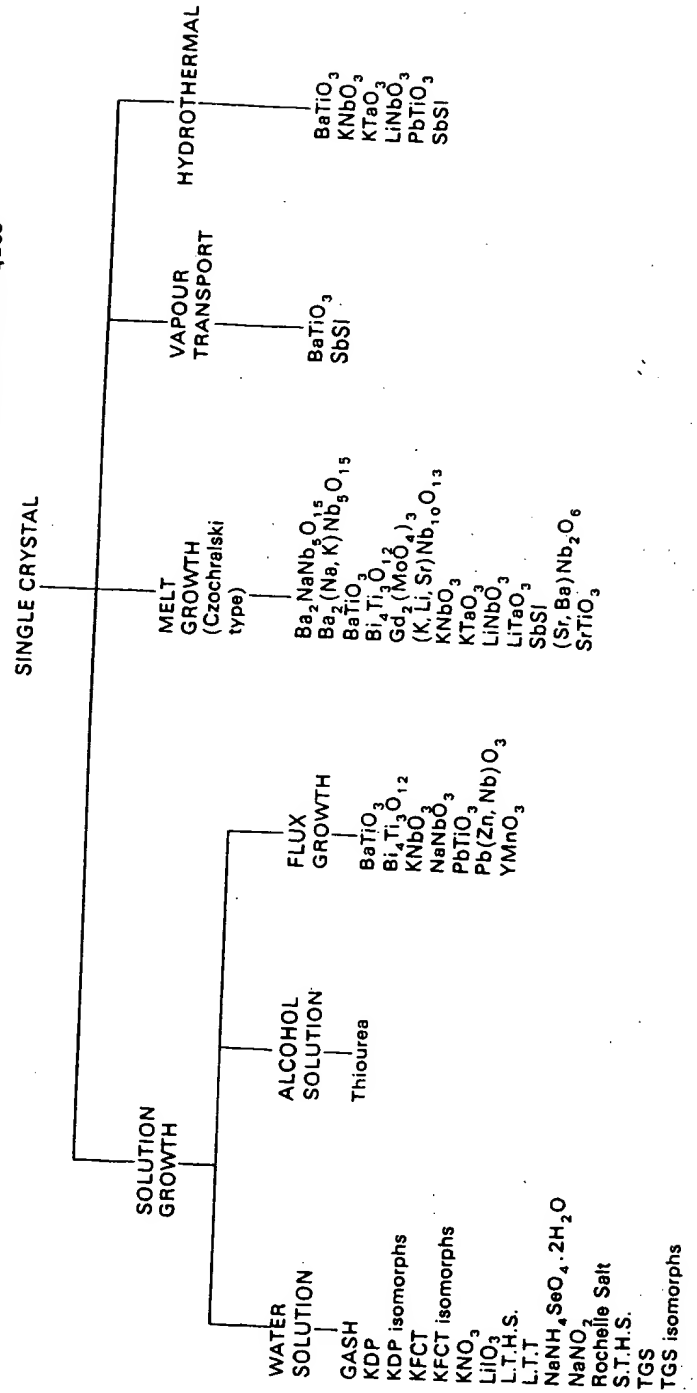 SINGLE CRYSTAL
SOLUTION
GROWTH
WATER
SOLUTION
GASH
KDP
KDP isomorphs
KFCT
KFCT isomorphs
KNO₃
LiIO₃
L.T.H.S.
L.T.T
NaNH₄SeO₄·2H₂O
NaNO₂
Rochelle Salt
S.T.H.S.
TGS
TGS isomorphs
ALCOHOL
SOLUTION
Thiourea
FLUX
GROWTH
BaTiO₃
Bi₄Ti₃O₁₂
KNbO₃
NaNbO₃
PbTiO₃
Pb(Zn, Nb)O₃
YMnO₃
MELT
GROWTH
(Czochralski
type)
Ba₂NaNb₅O₁₅
Ba₂(Na, K)Nb₅O₁₅
BaTiO₃
Bi₄Ti₃O₁₂
Gd₂(MoO₄)₃
(K, Li, Sr)Nb₁₀O₁₃
KNbO₃
KTaO₃
LiNbO₃
LiTaO₃
SbSI
(Sr, Ba)Nb₂O₆
SrTiO₃
VAPOUR
TRANSPORT
BaTiO₃
SbSI
HYDROTHERMAL
BaTiO₃
KNbO₃
KTaO₃
LiNbO₃
PbTiO₃
SbSI